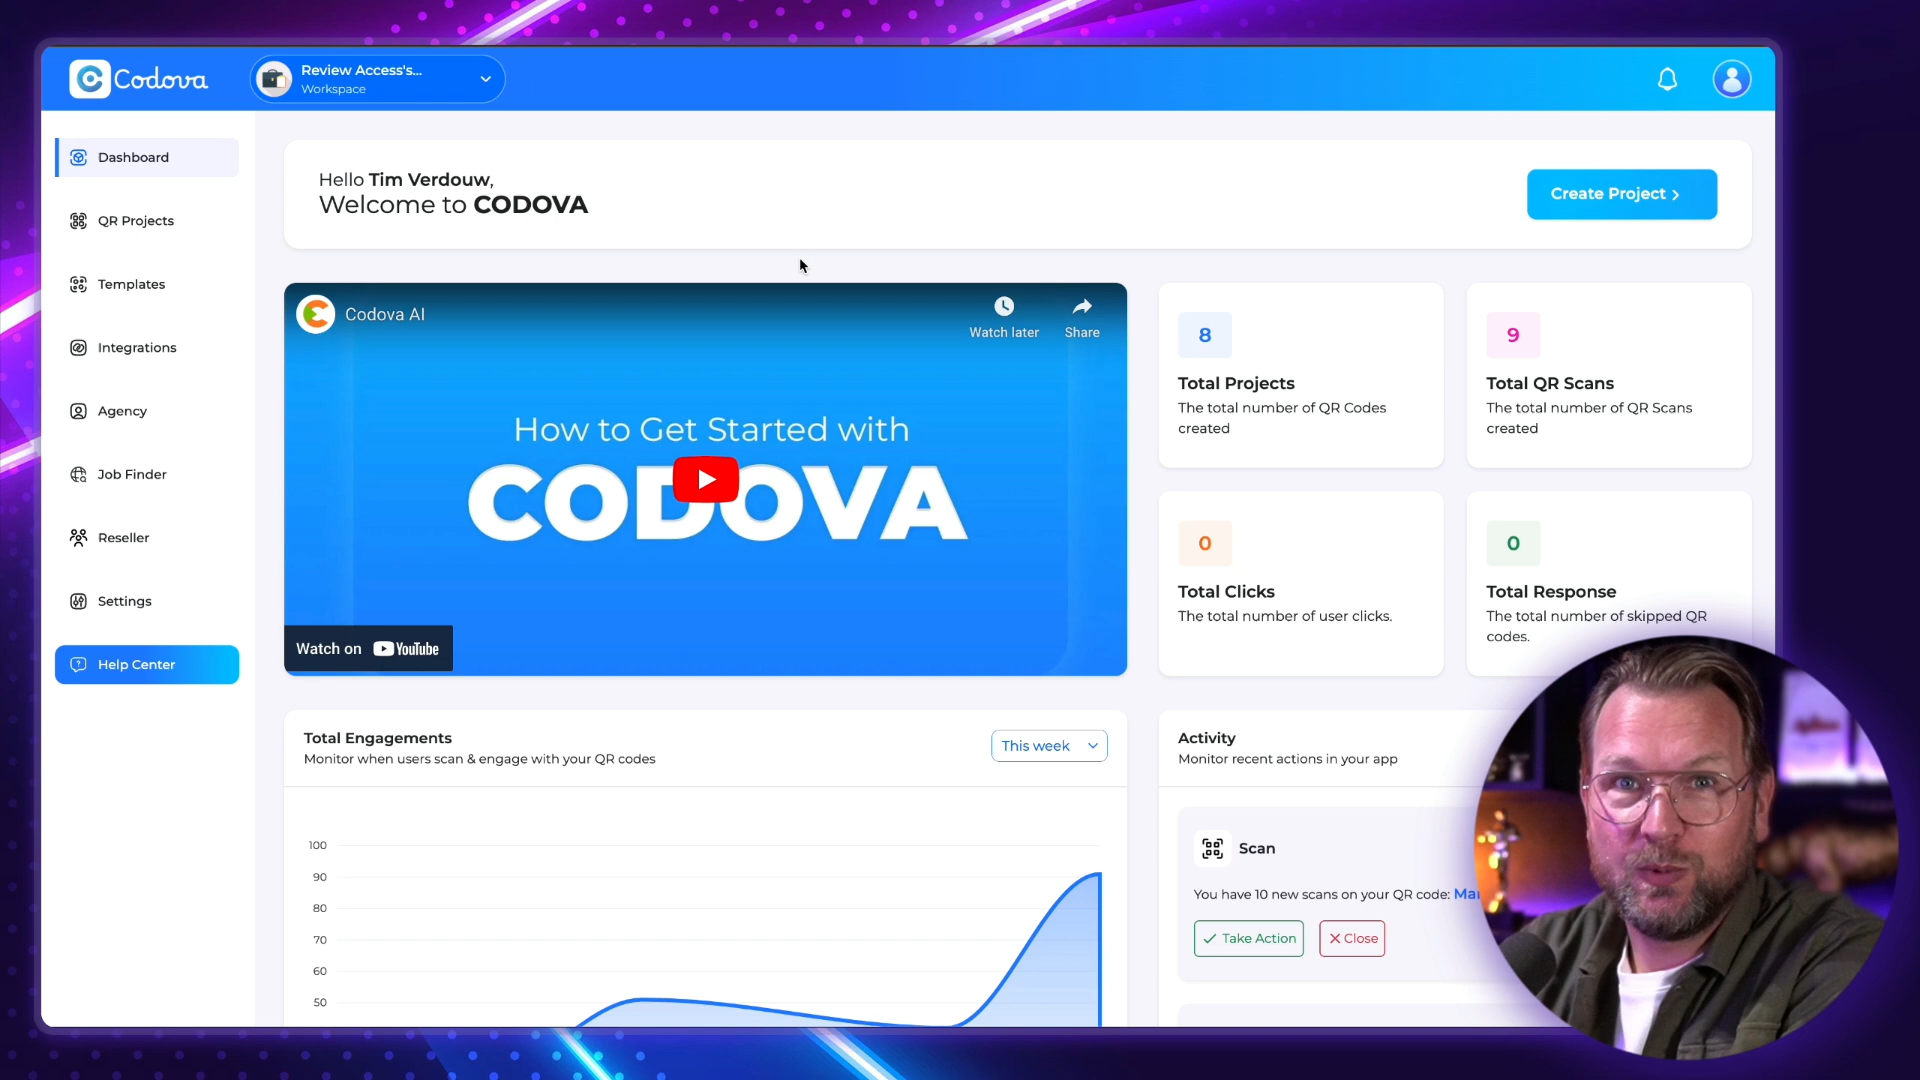 Codova
Review Access's...
Workspace
Dashboard
QR Projects
Templates
Integrations
Agency
Job Finder
Reseller
Settings
Help Center
Hello Tim Verdouw,
Welcome to CODOVA
Create Project
Codova AI
Watch later
Share
How to Get Started with
CODOVA
Watch on YouTube
8
Total Projects
The total number of QR Codes
created
9
Total QR Scans
The total number of QR Scans
created
0
Total Clicks
The total number of user clicks.
0
Total Response
The total number of skipped QR
codes.
Total Engagements
Monitor when users scan & engage with your QR codes
This week
100
90
80
70
60
50
Activity
Monitor recent actions in your app
Scan
You have 10 new scans on your QR code:
Take Action
Close